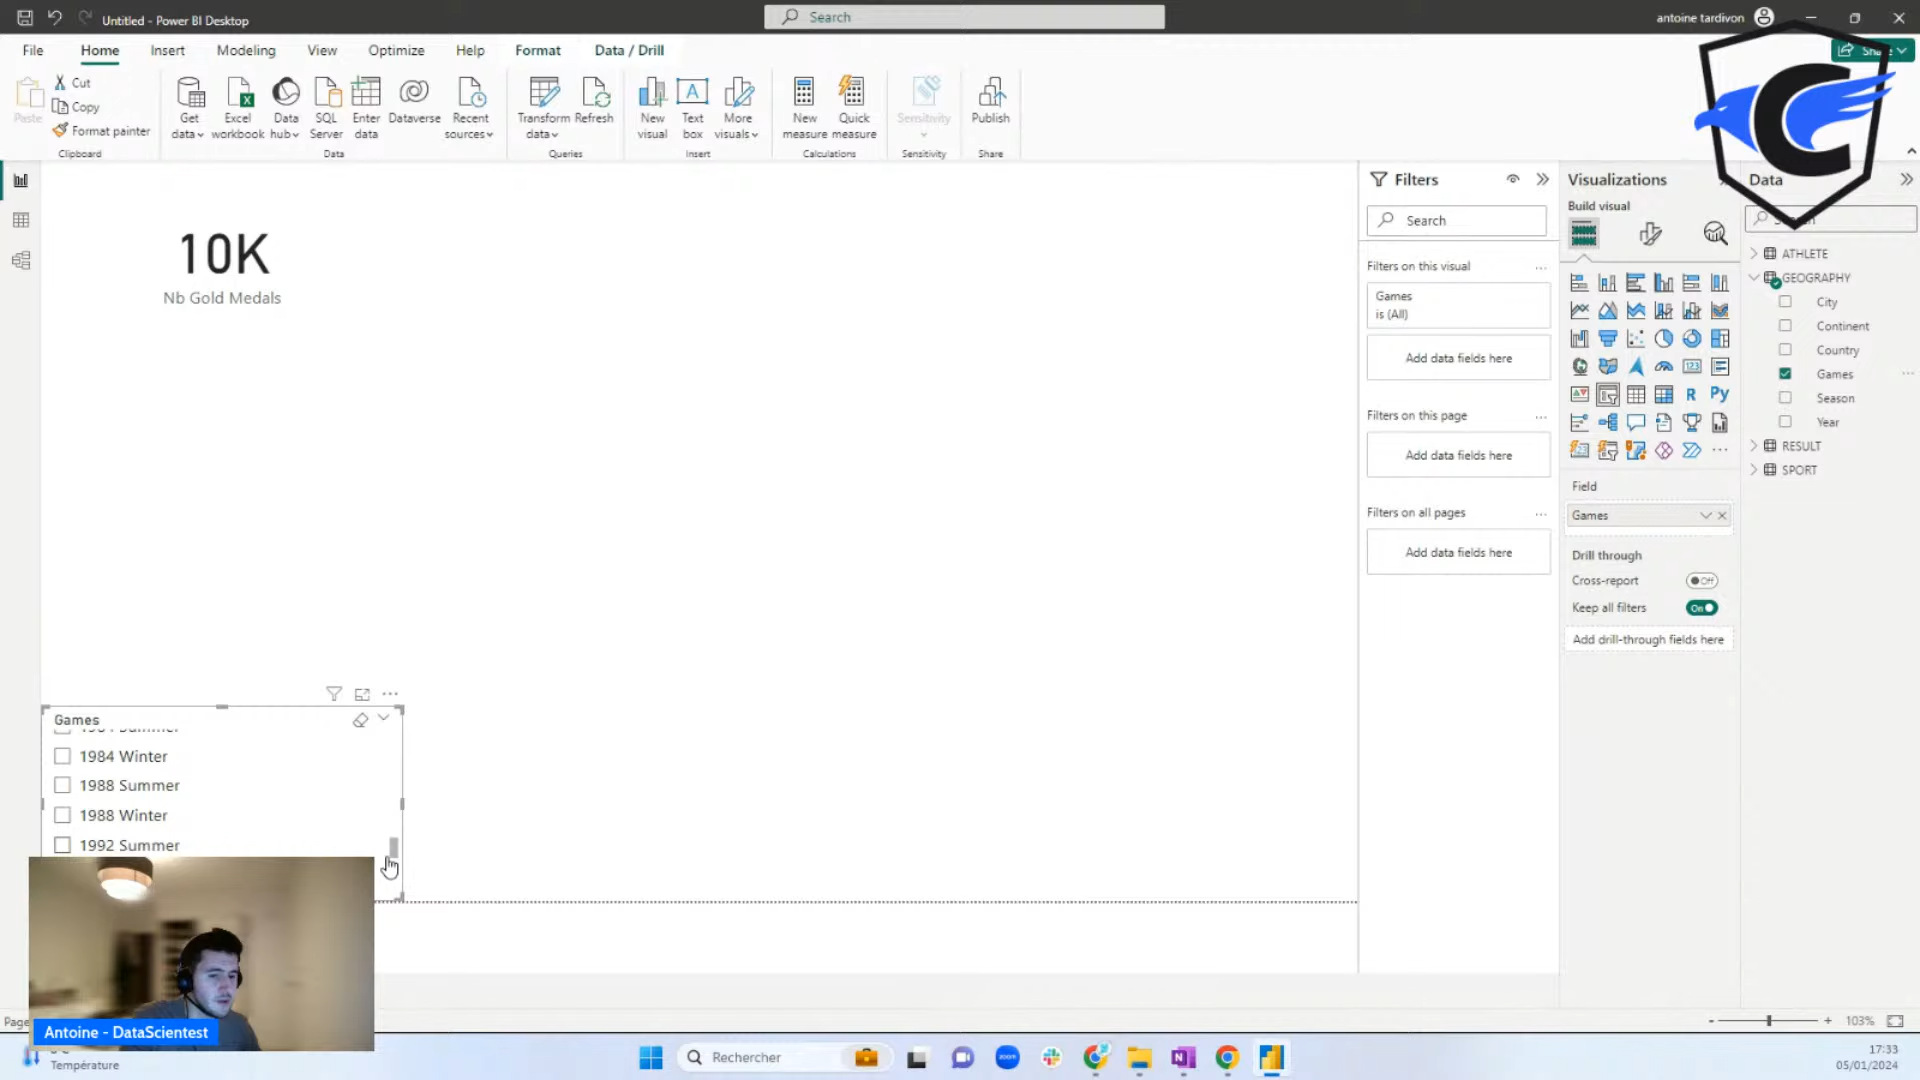 Untitled - Power BI Desktop
Search
antoine tardivon
File
Home
Insert
Modeling
View
Optimize
Help
Format
Data / Drill
Paste
Cut
Copy
Format painter
Clipboard
Get data
Excel workbook
Data hub
SQL Server
Enter data
Dataverse
Recent sources
Data
Transform data
Refresh
Queries
New visual
Text box
More visuals
Insert
New measure
Quick measure
Calculations
Sensitivity
Sensitivity
Publish
Share
10K
Nb Gold Medals
Filters
Search
Filters on this visual
Games
is (All)
Add data fields here
Filters on this page
Add data fields here
Filters on all pages
Add data fields here
Visualizations
Build visual
123
R
Py
Field
Games
Drill through
Cross-report
Off
Keep all filters
On
Add drill-through fields here
Data
ATHLETE
GEOGRAPHY
City
Continent
Country
Games
Season
Year
RESULT
SPORT
Games
1984 Winter
1988 Summer
1988 Winter
1992 Summer
Antoine - DataScientest
Page
103%
Température
Rechercher
zoom
17:33
05/01/2024